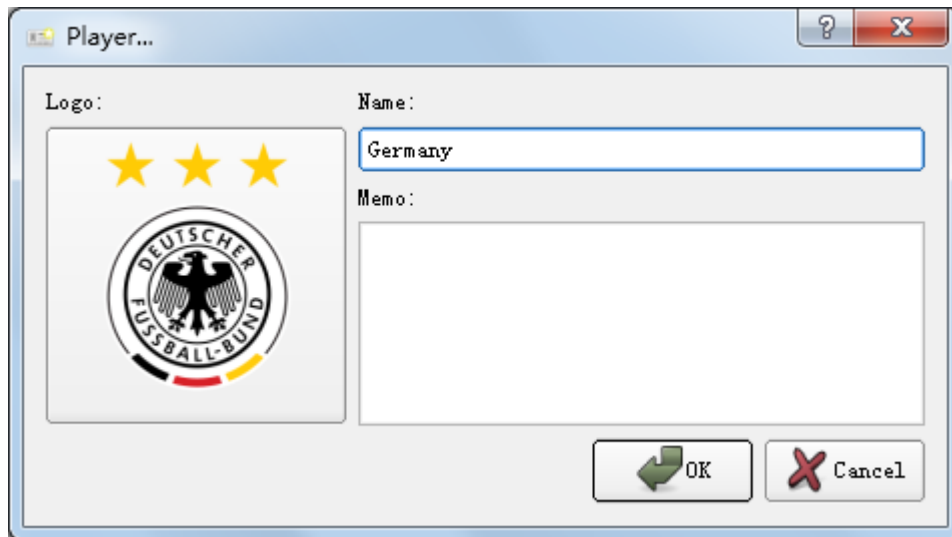 Player...
Logo:
Name:
DEUTSCHER
FUSSBALL-BUND
Germany
Memo:
OK
Cancel